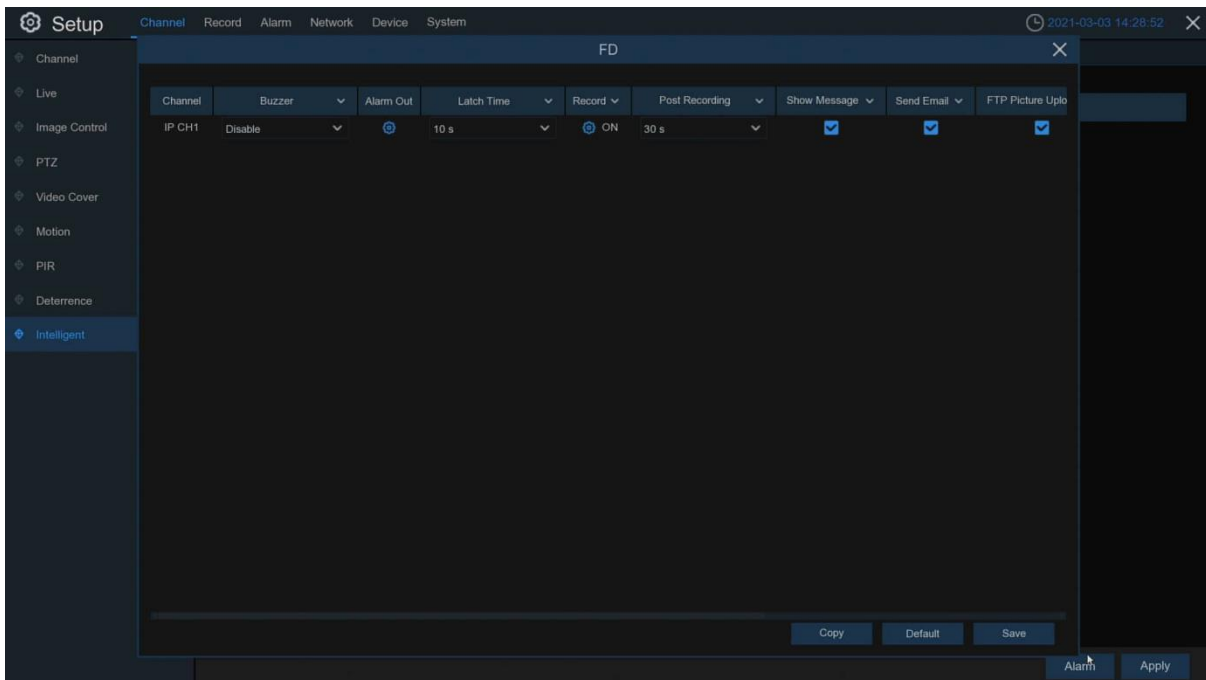 Setup Channel Record Alarm Network Device System 2021-03-03 14:28:52
FD
Channel
Live
Image Control
PTZ
Video Cover
Motion
PIR
Deterrence
Intelligent
Channel Buzzer Alarm Out Latch Time Record Post Recording Show Message Send Email FTP Picture Uplo
IP CH1 Disable 10 s ON 30 s
Copy Default Save
Alarm Apply